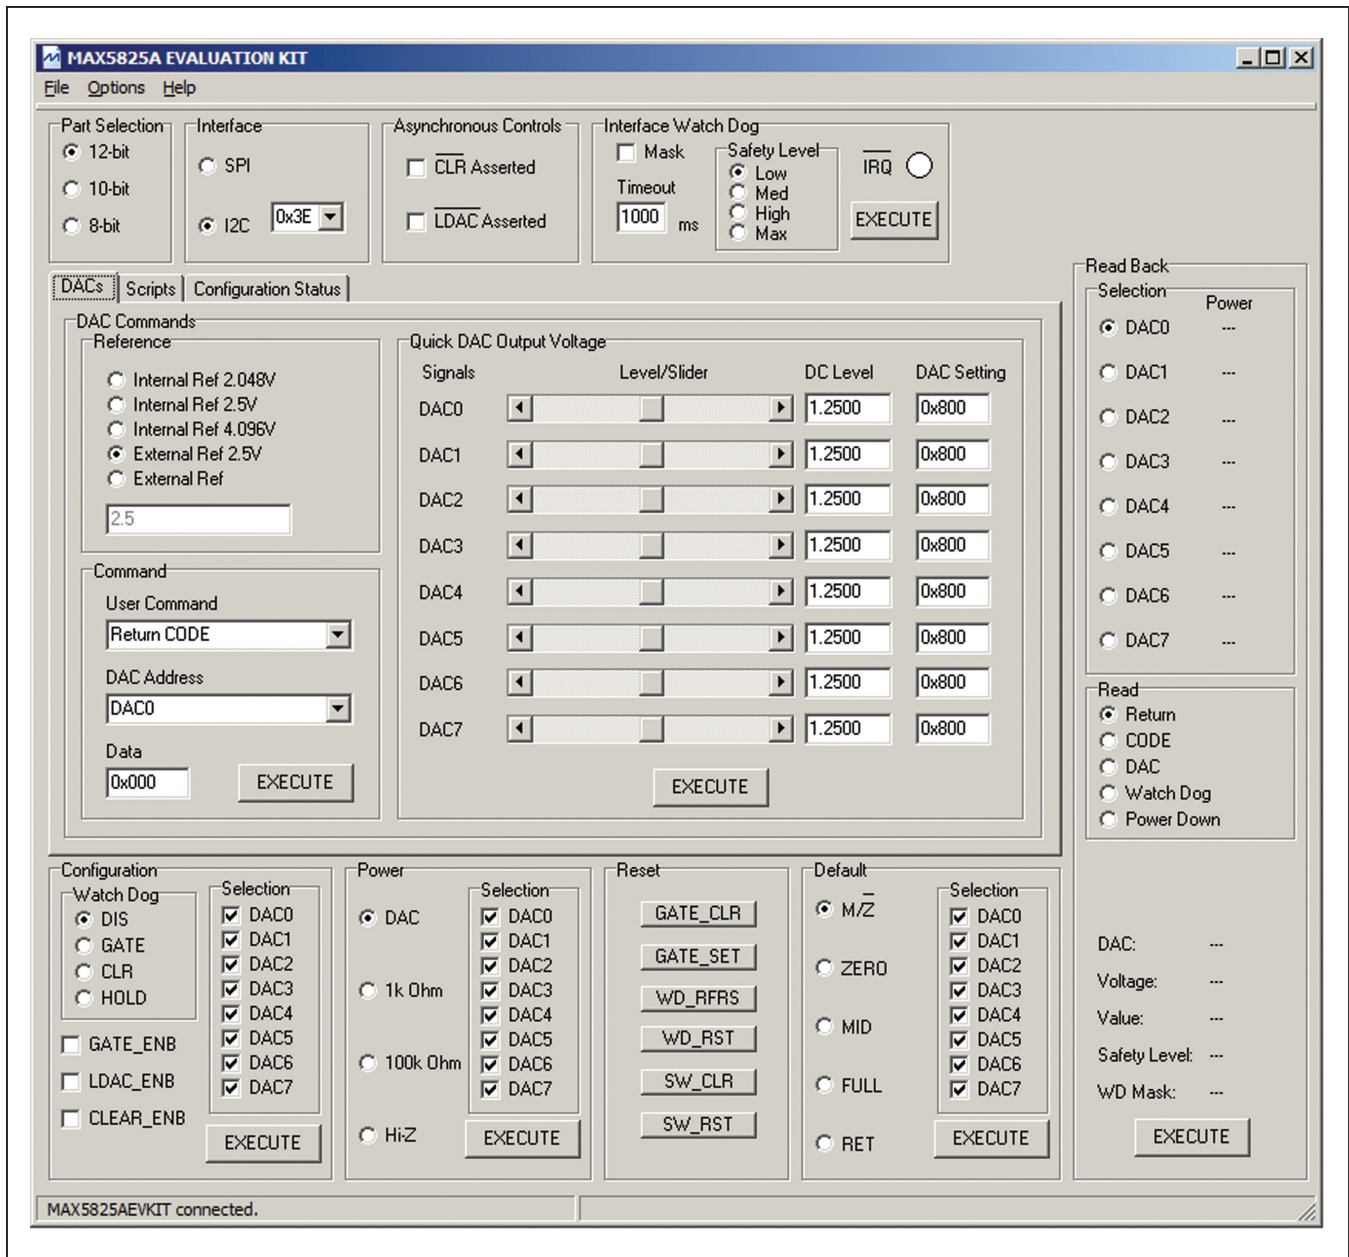 MAX5825A EVALUATION KIT
File Options Help
Part Selection
12-bit
10-bit
8-bit
Interface
SPI
I2C 0x3E
Asynchronous Controls
CLR Asserted
LDAC Asserted
Interface Watch Dog
Mask
Timeout
1000 ms
Safety Level
Low
Med
High
Max
IRQ
EXECUTE
DACs Scripts Configuration Status
DAC Commands
Reference
Internal Ref 2.048V
Internal Ref 2.5V
Internal Ref 4.096V
External Ref 2.5V
External Ref
2.5
Command
User Command
Return CODE
DAC Address
DAC0
Data
0x000 EXECUTE
Quick DAC Output Voltage
Signals Level/Slider DC Level DAC Setting
DAC0 1.2500 0x800
DAC1 1.2500 0x800
DAC2 1.2500 0x800
DAC3 1.2500 0x800
DAC4 1.2500 0x800
DAC5 1.2500 0x800
DAC6 1.2500 0x800
DAC7 1.2500 0x800
EXECUTE
Read Back
Selection Power
DAC0 ---
DAC1 ---
DAC2 ---
DAC3 ---
DAC4 ---
DAC5 ---
DAC6 ---
DAC7 ---
Read
Return
CODE
DAC
Watch Dog
Power Down
DAC: ---
Voltage: ---
Value: ---
Safety Level: ---
WD Mask: ---
EXECUTE
Configuration
Watch Dog
DIS
GATE
CLR
HOLD
GATE_ENB
LDAC_ENB
CLEAR_ENB
Selection
DAC0
DAC1
DAC2
DAC3
DAC4
DAC5
DAC6
DAC7
EXECUTE
Power
DAC
1k Ohm
100k Ohm
Hi-Z
Selection
DAC0
DAC1
DAC2
DAC3
DAC4
DAC5
DAC6
DAC7
EXECUTE
Reset
GATE_CLR
GATE_SET
WD_RFRS
WD_RST
SW_CLR
SW_RST
Default
M/Z
ZERO
MID
FULL
RET
Selection
DAC0
DAC1
DAC2
DAC3
DAC4
DAC5
DAC6
DAC7
EXECUTE
MAX5825AEVKIT connected.